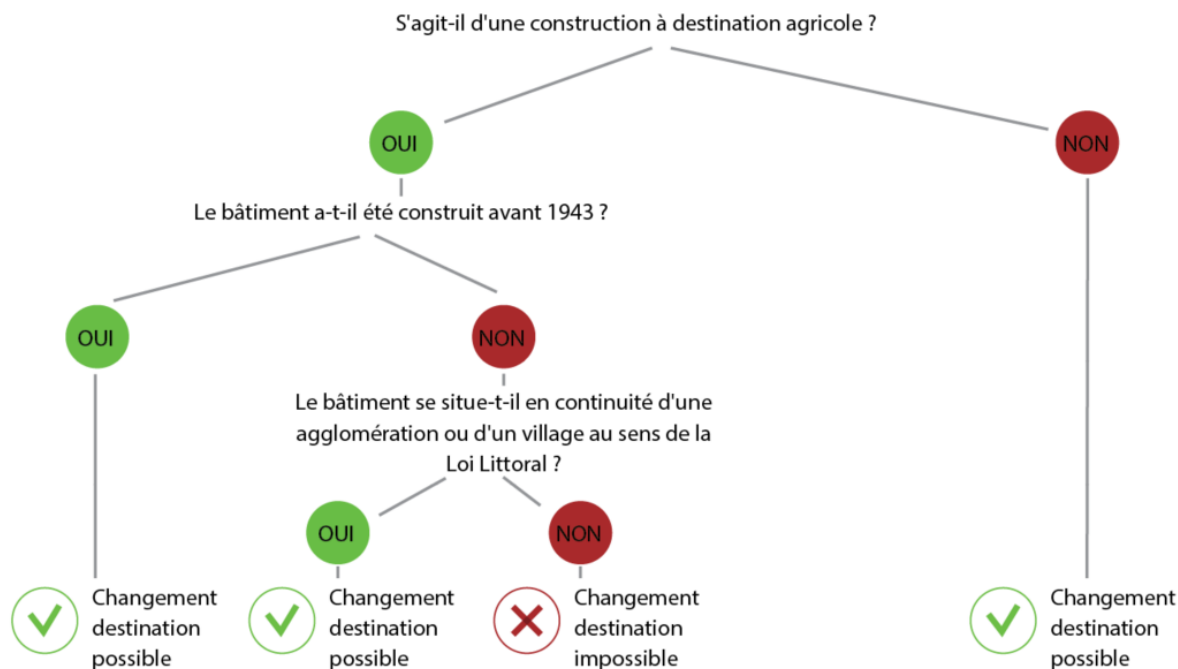 S'agit-il d'une construction à destination agricole ?
OUI
NON
Le bâtiment a-t-il été construit avant 1943 ?
OUI
NON
Le bâtiment se situe-t-il en continuité d'une
agglomération ou d'un village au sens de la
Loi Littoral ?
OUI
NON
Changement
destination
possible
Changement
destination
possible
Changement
destination
impossible
Changement
destination
possible